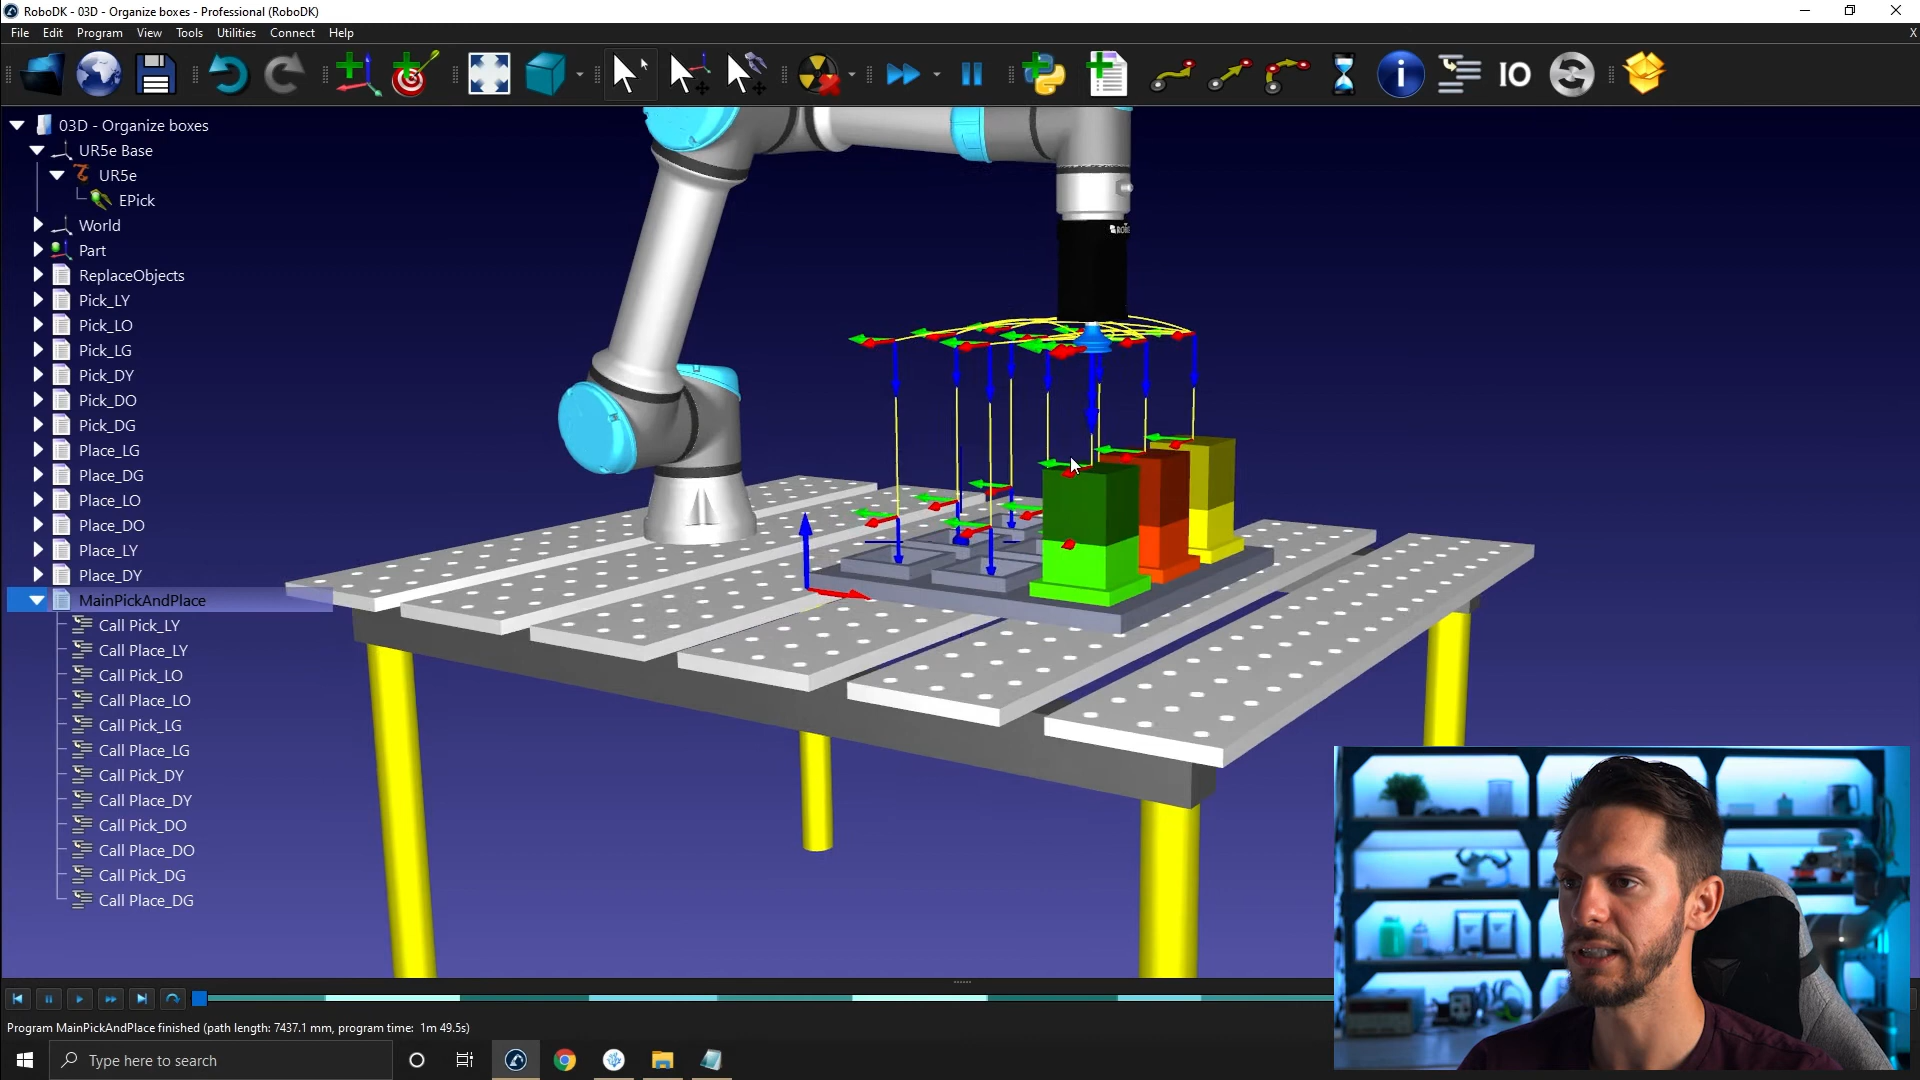 RoboDK - 03D - Organize boxes - Professional (RoboDK)
File Edit Program View Tools Utilities Connect Help
X
IO
03D - Organize boxes
UR5e Base
UR5e
EPick
World
Part
ReplaceObjects
Pick_LY
Pick_LO
Pick_LG
Pick_DY
Pick_DO
Pick_DG
Place_LG
Place_DG
Place_LO
Place_DO
Place_LY
Place_DY
MainPickAndPlace
Call Pick_LY
Call Place_LY
Call Pick_LO
Call Place_LO
Call Pick_LG
Call Place_LG
Call Pick_DY
Call Place_DY
Call Pick_DO
Call Place_DO
Call Pick_DG
Call Place_DG
Program MainPickAndPlace finished (path length: 7437.1 mm, program time: 1m 49.5s)
Type here to search